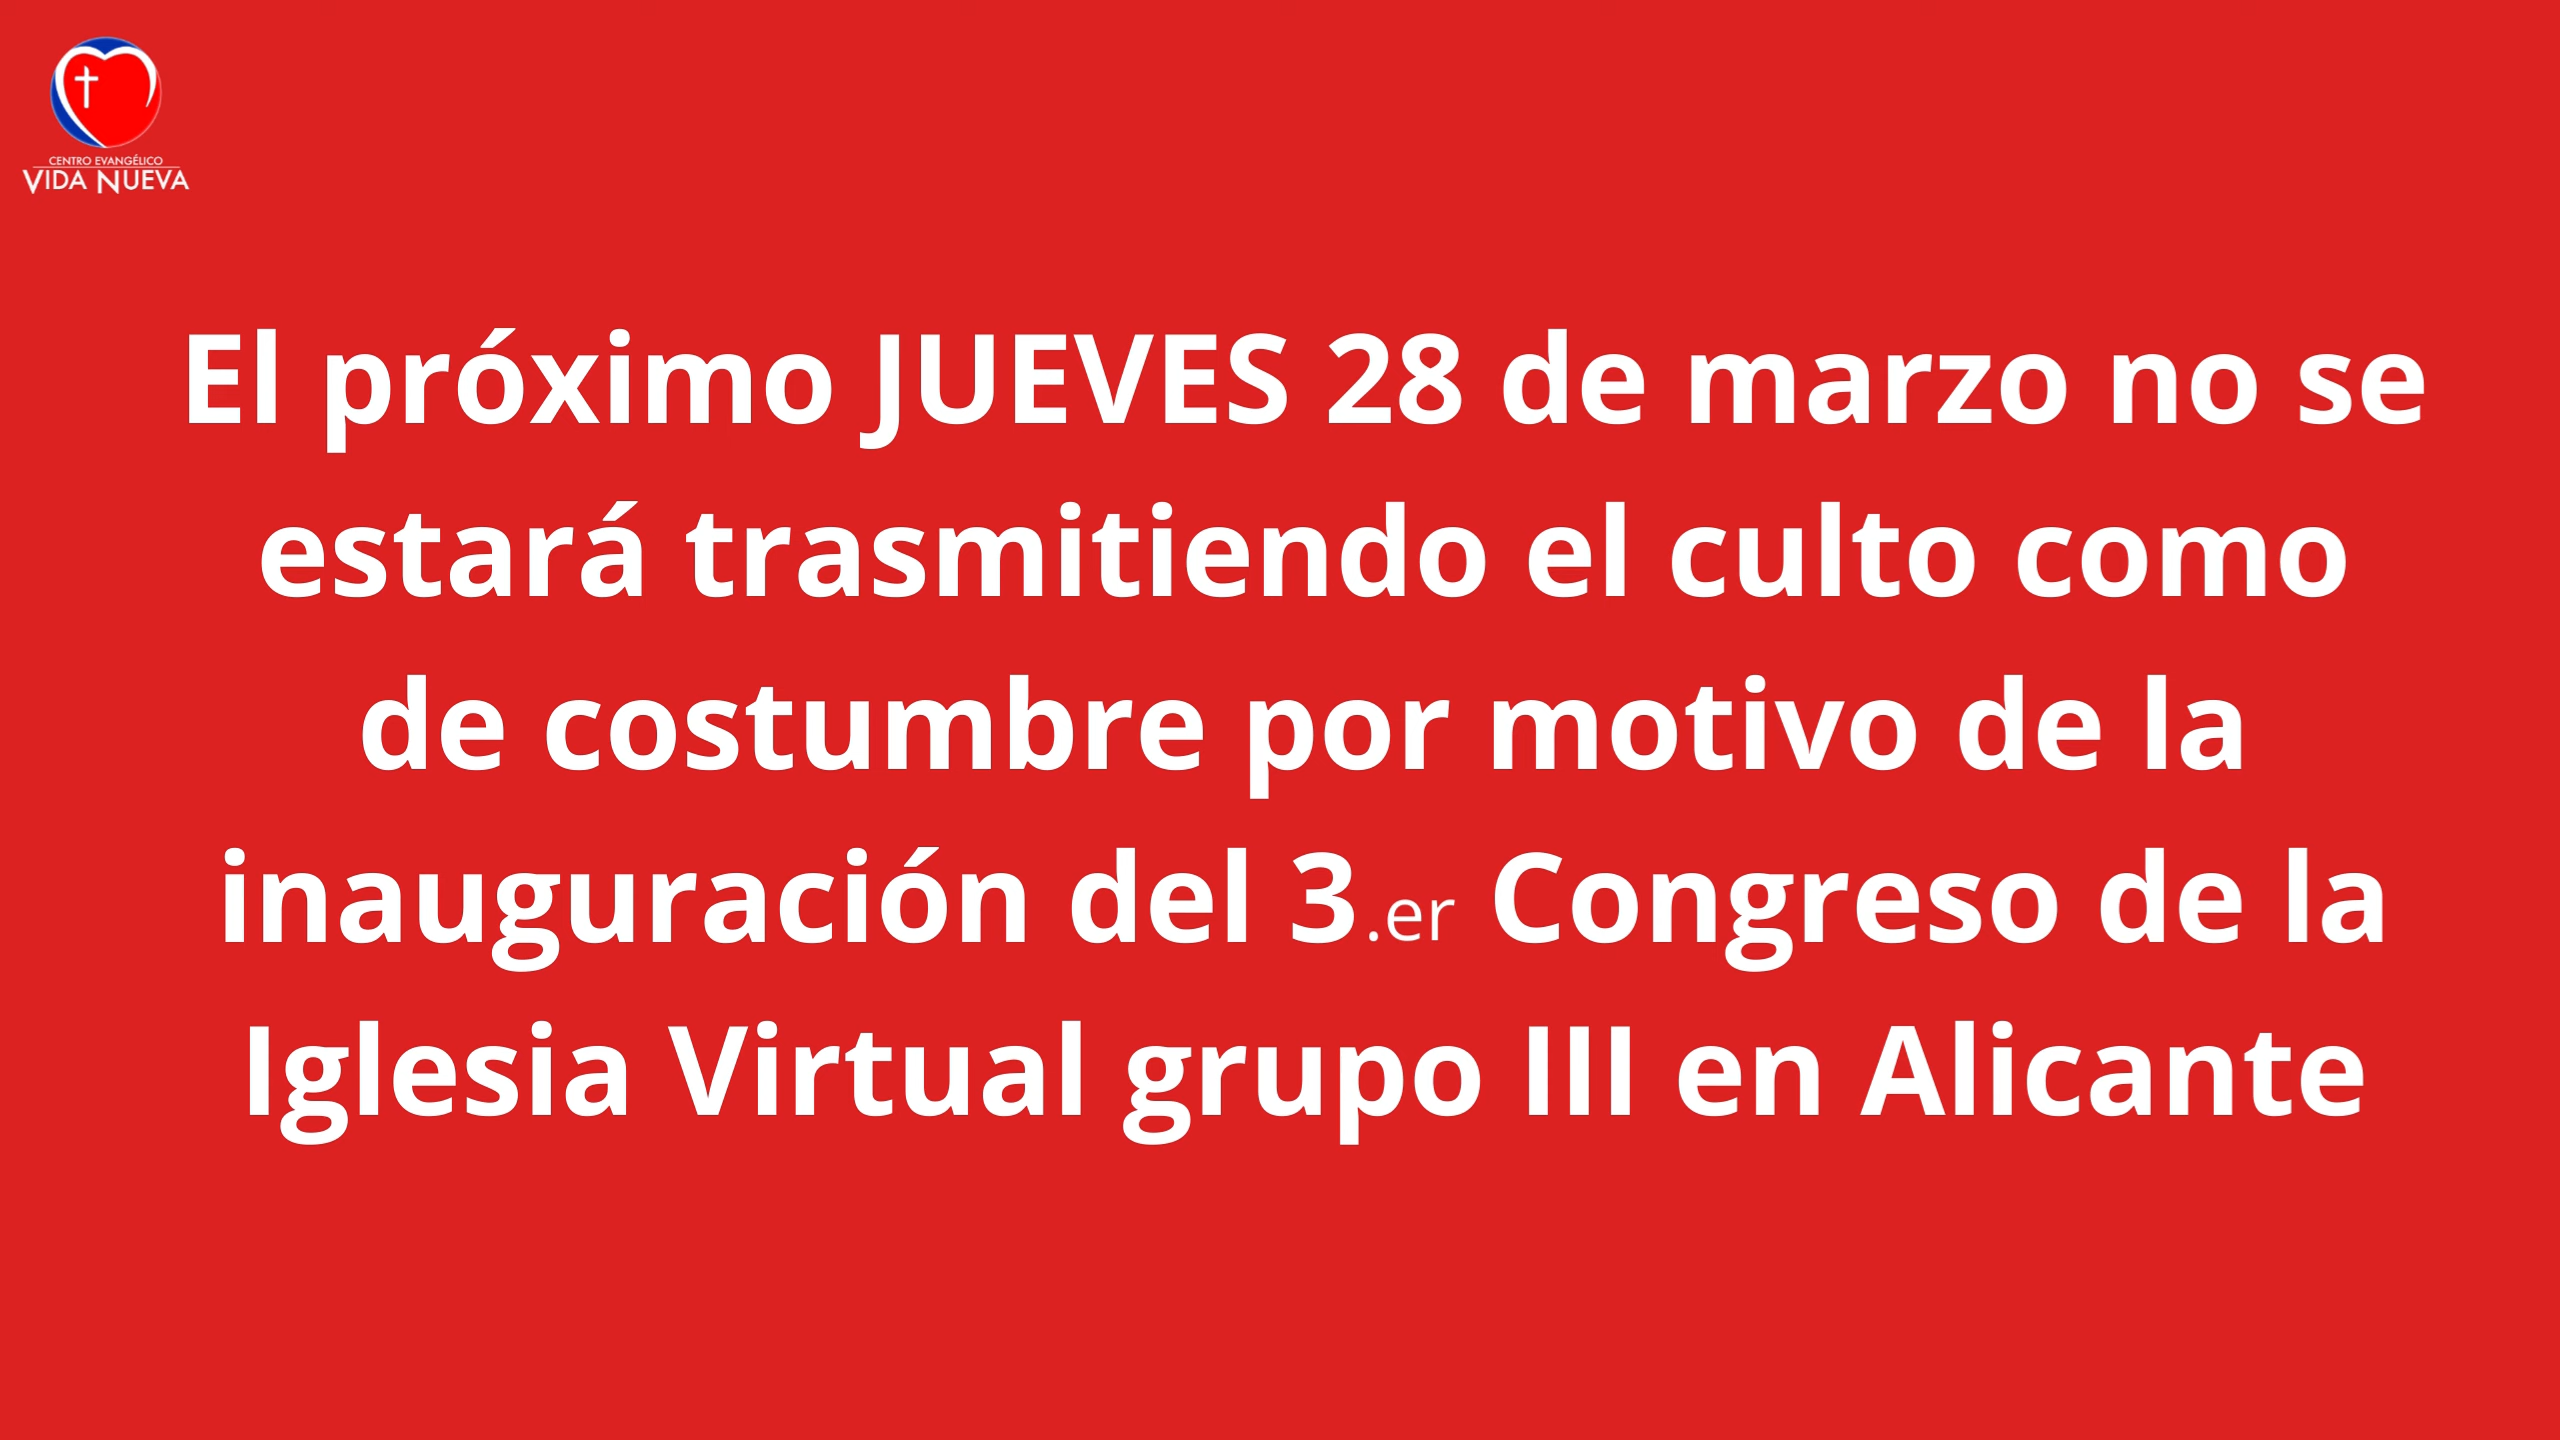 CENTRO EVANGÉLICO
VIDA NUEVA
El próximo JUEVES 28 de marzo no se
estará trasmitiendo el culto como
de costumbre por motivo de la
inauguración del 3.er Congreso de la
Iglesia Virtual grupo III en Alicante